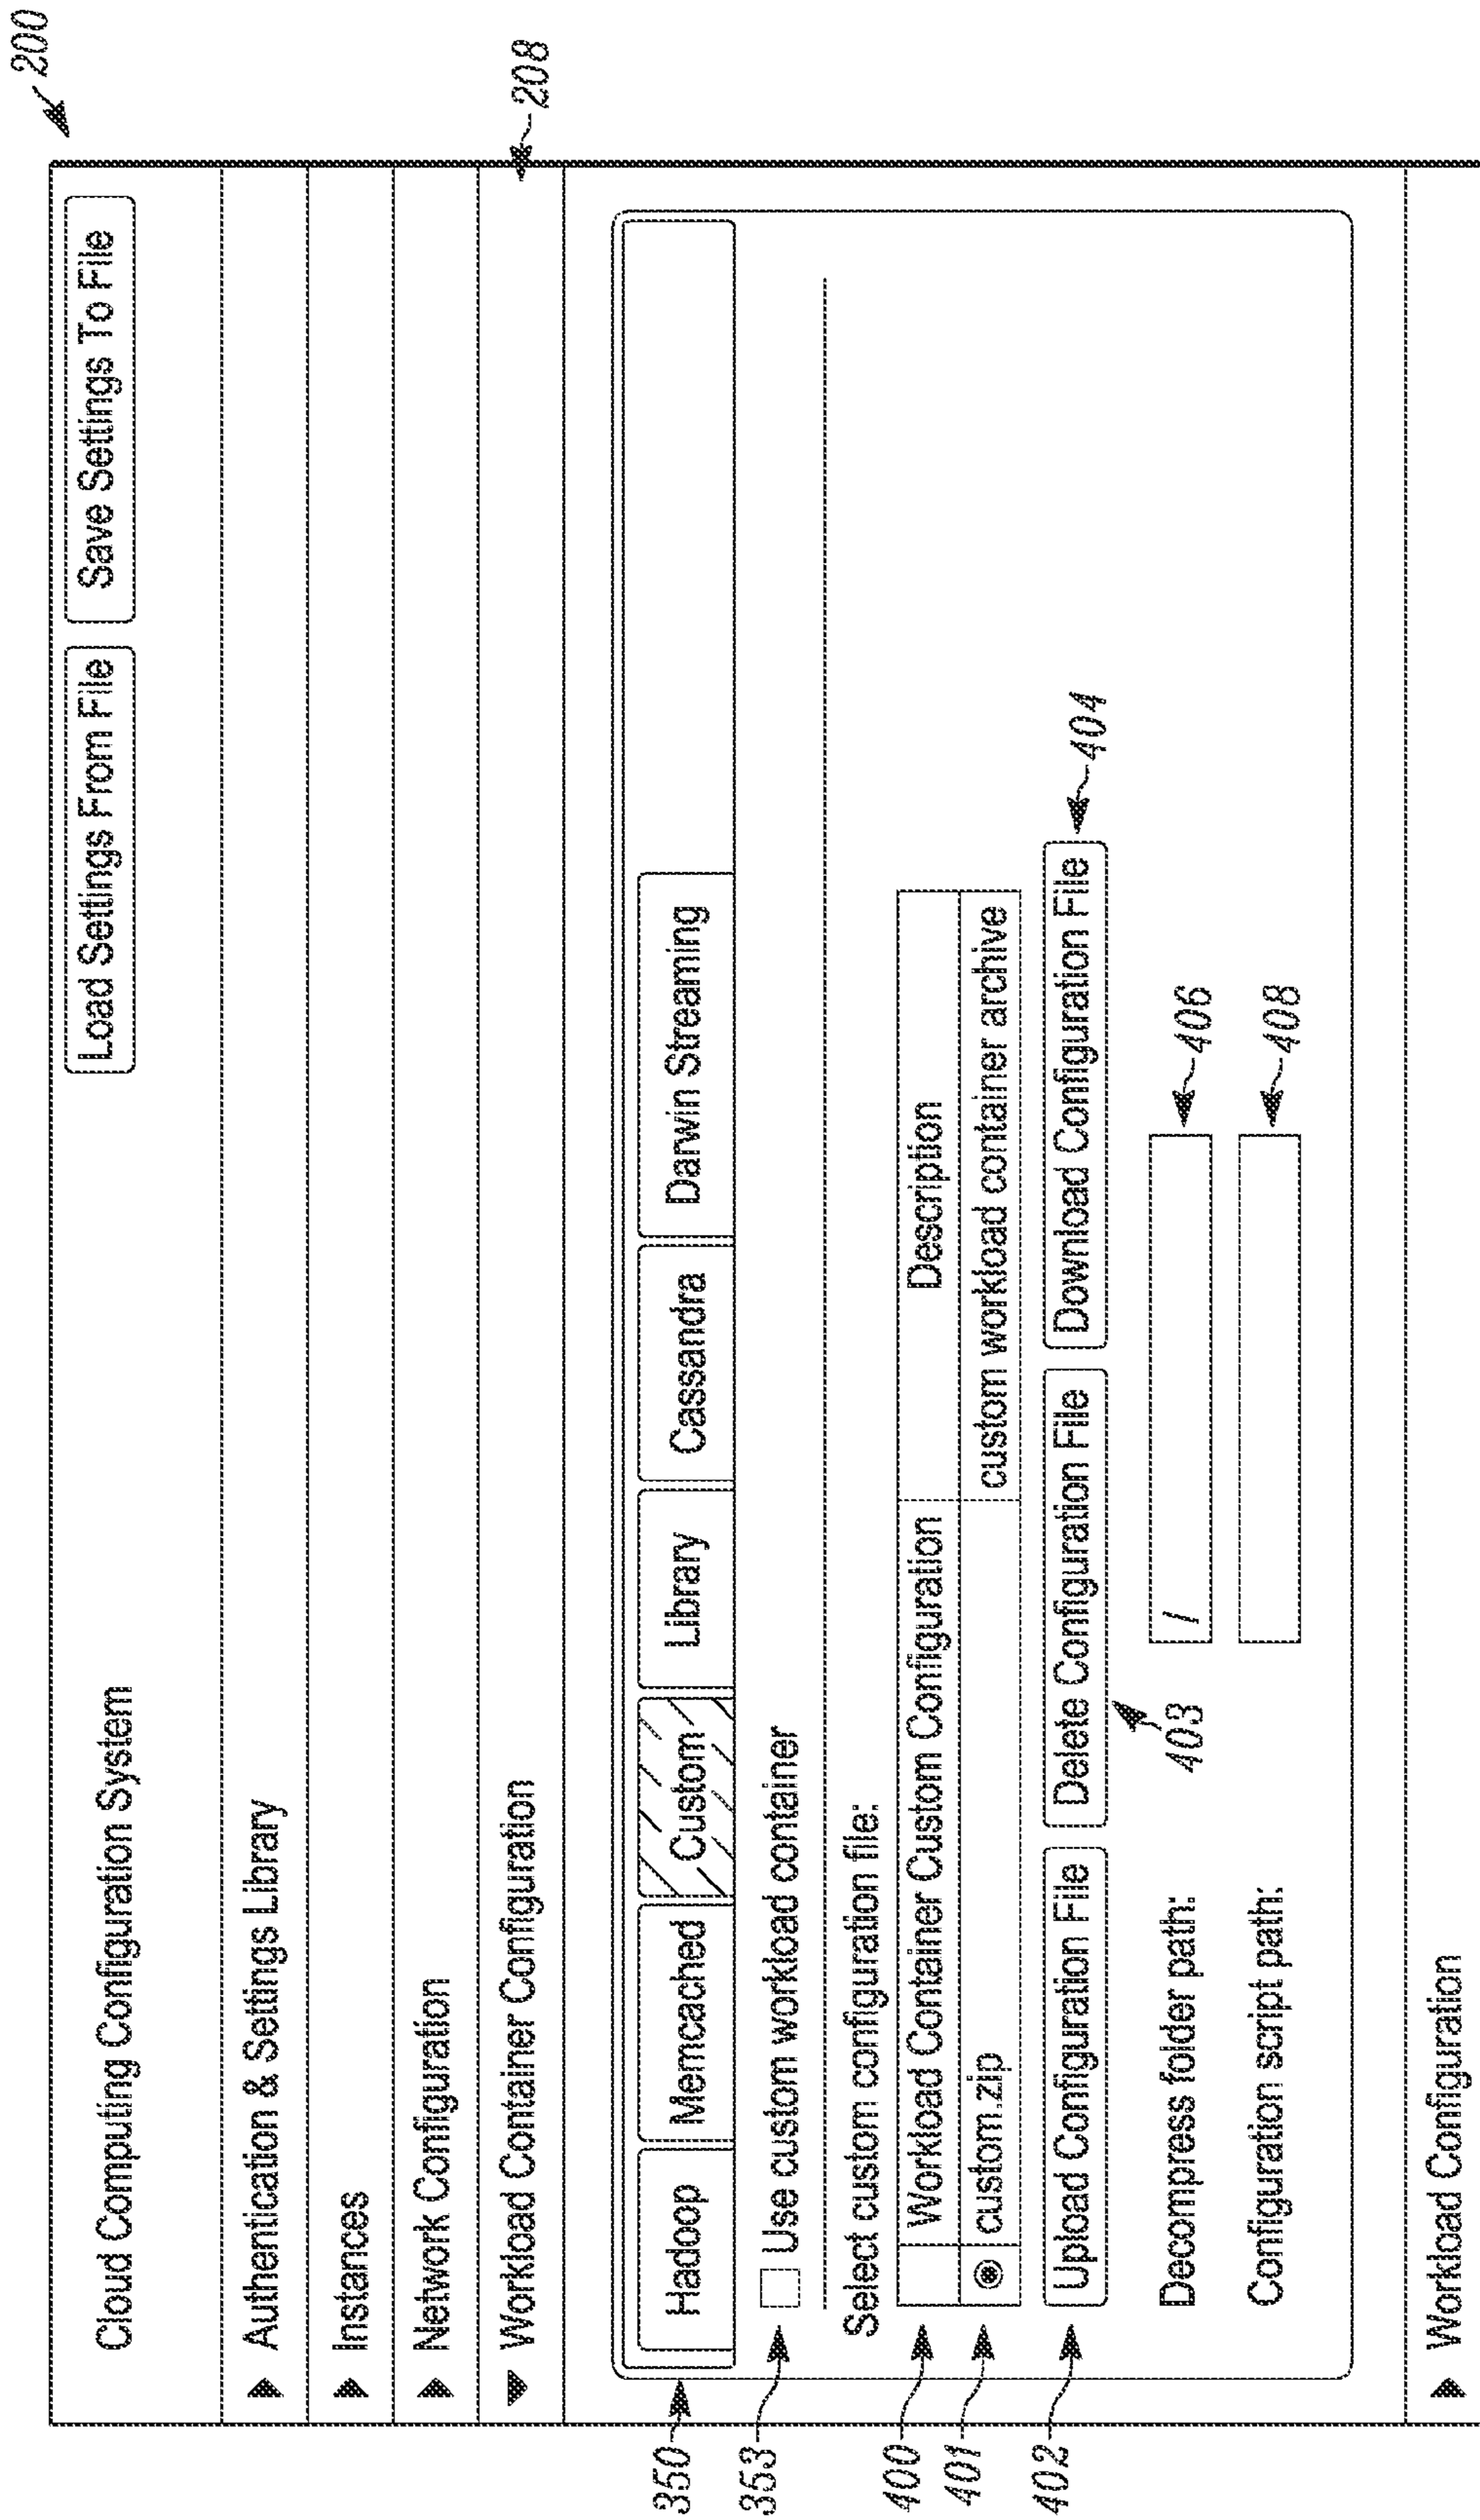 200
Cloud Computing Configuration System
Load Settings From File
Save Settings To File
Authentication & Settings Library
Instances
Network Configuration
Workload Container Configuration
208
350
Hadoop
Memcached
Custom
Library
Cassandra
Darwin Streaming
353
Use custom workload container
Select custom configuration file:
400
Workload Container Custom Configuration
Description
401
custom.zip
custom workload container archive
402
Upload Configuration File
Delete Configuration File
Download Configuration File
404
403
Decompress folder path:
/
406
Configuration script path:
408
Workload Configuration